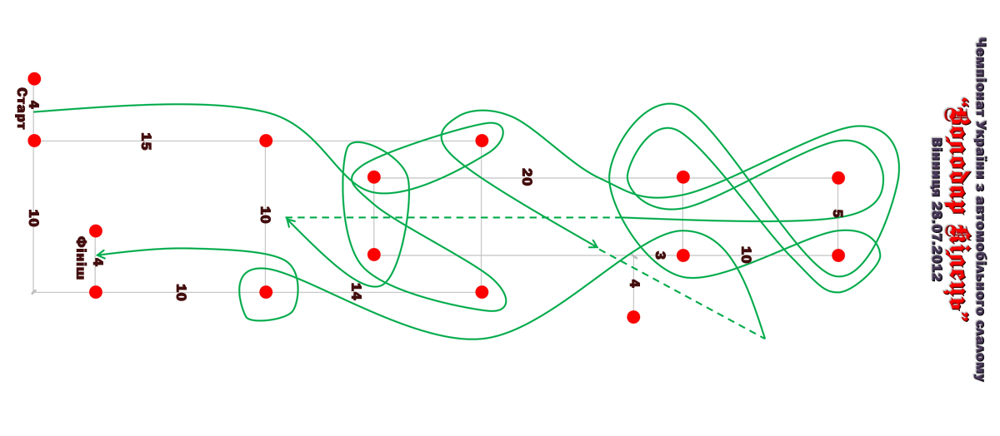 Чемпіонат України з автомобільного слалому
“Володар Кілець”
Вінниця 28.07.2012
4
Старт
15
10
4
Фініш
10
10
14
20
3
10
5
4